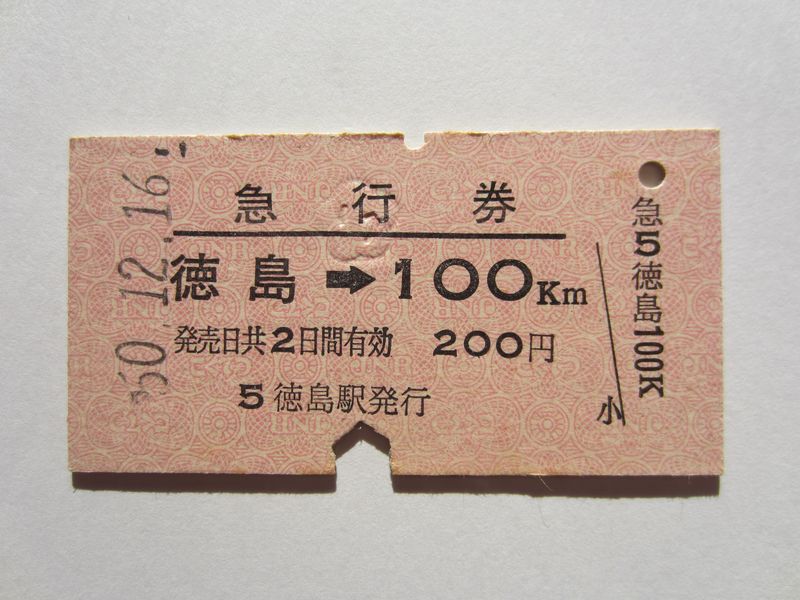 50.12.16
急行券
徳島➡100Km
発売日共2日間有効 200円
5 徳島駅発行
急5徳島100K
小